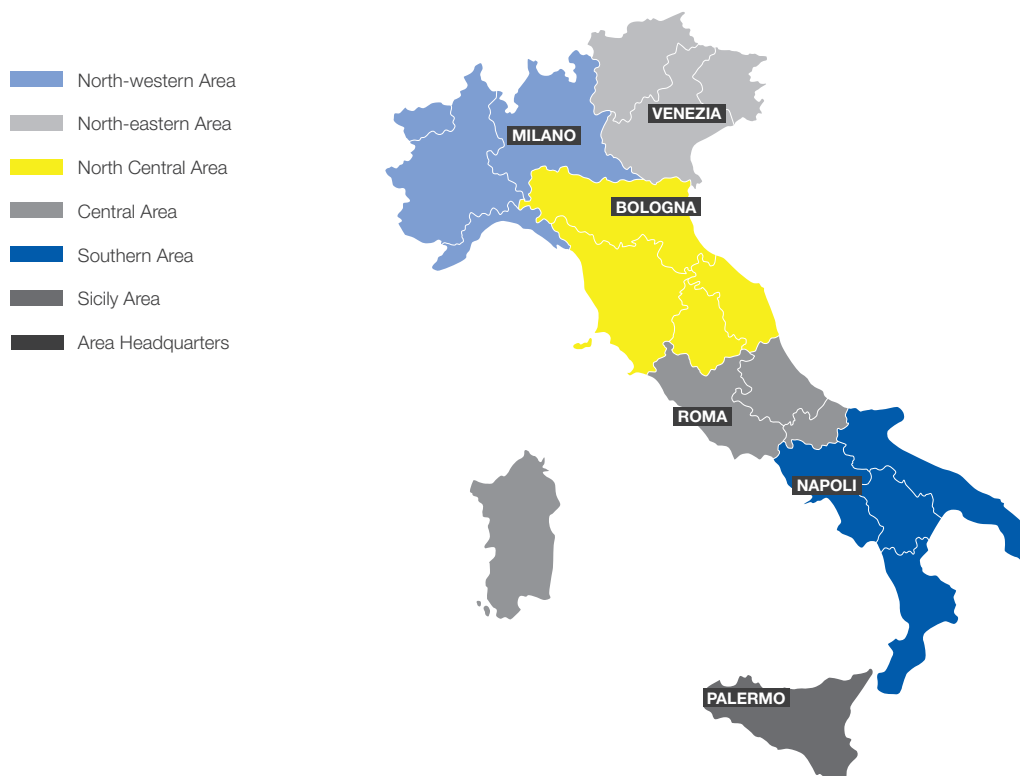 North-western Area
North-eastern Area
North Central Area
Central Area
Southern Area
Sicily Area
Area Headquarters
VENEZIA
MILANO
BOLOGNA
ROMA
NAPOLI
PALERMO